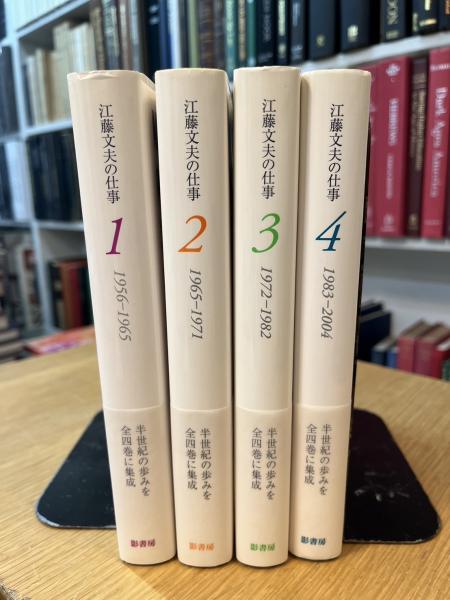 江藤文夫の仕事
1
1956–1965
半世紀の歩みを
全四巻に集成
影書房
江藤文夫の仕事
2
1965–1971
半世紀の歩みを
全四巻に集成
影書房
江藤文夫の仕事
3
1972–1982
半世紀の歩みを
全四巻に集成
影書房
江藤文夫の仕事
4
1983–2004
半世紀の歩みを
全四巻に集成
影書房
Dark Ages America